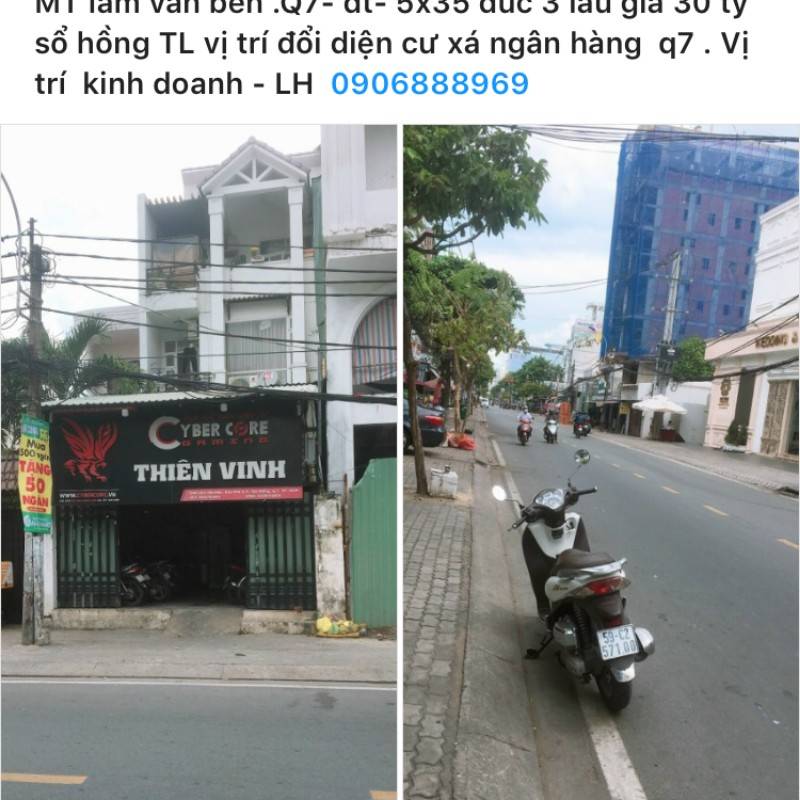 MT lâm văn bền .Q7- dt- 5x35 đúc 3 lầu giá 30 tỷ
sổ hồng TL vị trí đổi diện cư xá ngân hàng q7 . Vị
trí kinh doanh - LH 0906888969
CYBER CORE
GAMING
THIÊN VINH
MUA
TẶNG
50
NGÀN
59-C2
571.00